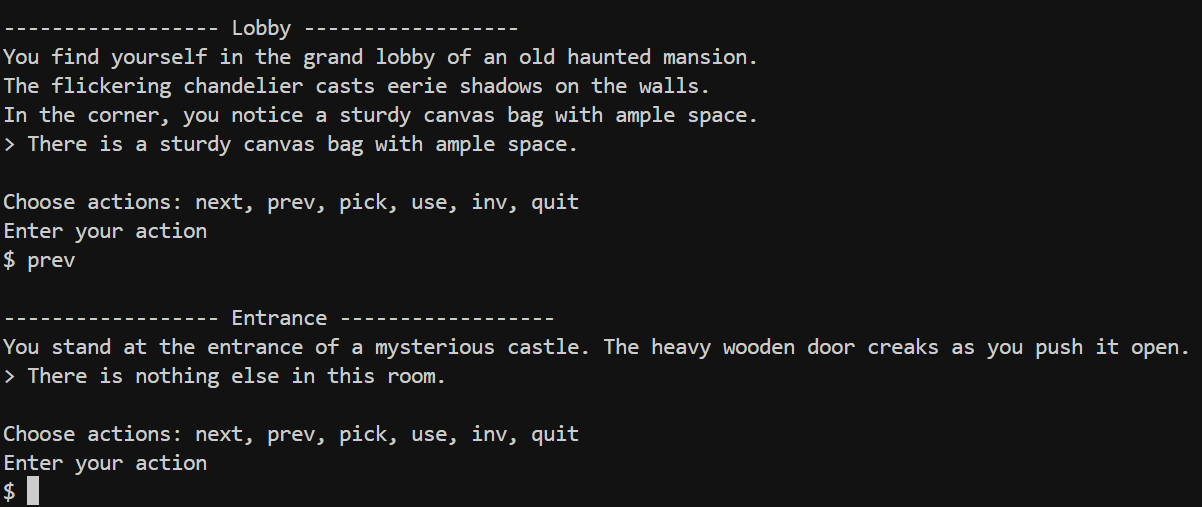 ------------------ Lobby ------------------
You find yourself in the grand lobby of an old haunted mansion.
The flickering chandelier casts eerie shadows on the walls.
In the corner, you notice a sturdy canvas bag with ample space.
> There is a sturdy canvas bag with ample space.
Choose actions: next, prev, pick, use, inv, quit
Enter your action
$ prev
------------------ Entrance ------------------
You stand at the entrance of a mysterious castle. The heavy wooden door creaks as you push it open.
> There is nothing else in this room.
Choose actions: next, prev, pick, use, inv, quit
Enter your action
$